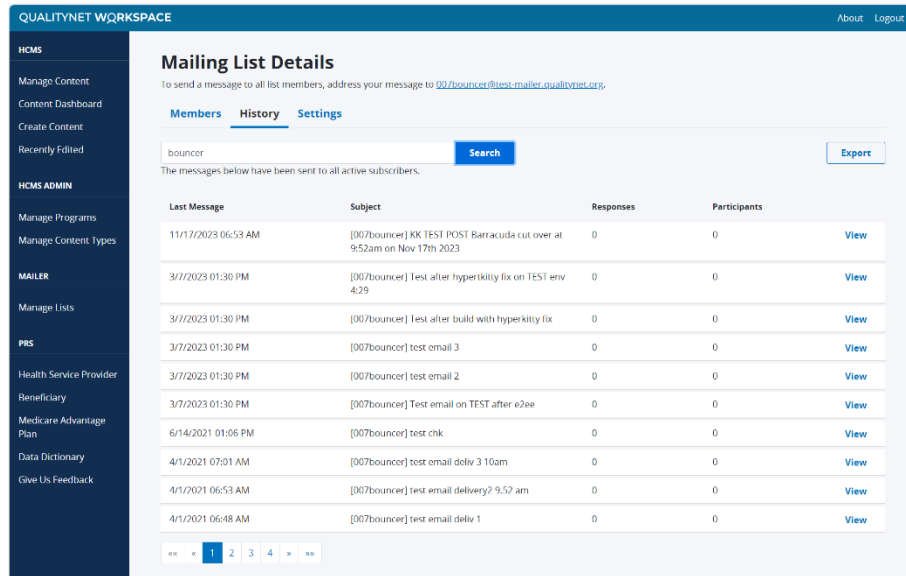 QUALITYNET WORKSPACE
About Logout
HCMS
Manage Content
Content Dashboard
Create Content
Recently Edited
HCMS ADMIN
Manage Programs
Manage Content Types
MAILER
Manage Lists
PRS
Health Service Provider
Beneficiary
Medicare Advantage
Plan
Data Dictionary
Give Us Feedback
Mailing List Details
To send a message to all list members, address your message to 007bouncer@test-mailer.qualitynet.org.
Members History Settings
bouncer Search Export
The messages below have been sent to all active subscribers.
Last Message Subject Responses Participants
11/17/2023 06:53 AM [007bouncer] KK TEST POST Barracuda cut over at 0 0 View
9:52am on Nov 17th 2023
3/7/2023 01:30 PM [007bouncer] Test after hypertkitty fix on TEST env 0 0 View
4:29
3/7/2023 01:30 PM [007bouncer] Test after build with hyperkitty fix 0 0 View
3/7/2023 01:30 PM [007bouncer] test email 3 0 0 View
3/7/2023 01:30 PM [007bouncer] test email 2 0 0 View
3/7/2023 01:30 PM [007bouncer] Test email on TEST after e2ee 0 0 View
6/14/2021 01:06 PM [007bouncer] test chk 0 0 View
4/1/2021 07:01 AM [007bouncer] test email deliv 3 10am 0 0 View
4/1/2021 06:53 AM [007bouncer] test email delivery2 9.52 am 0 0 View
4/1/2021 06:48 AM [007bouncer] test email deliv 1 0 0 View
«« « 1 2 3 4 » »»